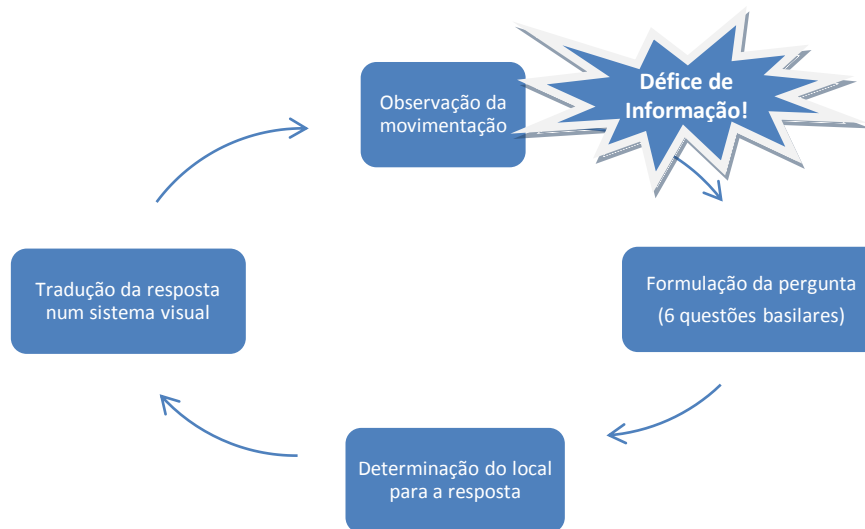 Observação da
movimentação
Défice de
Informação!
Formulação da pergunta
(6 questões basilares)
Determinação do local
para a resposta
Tradução da resposta
num sistema visual